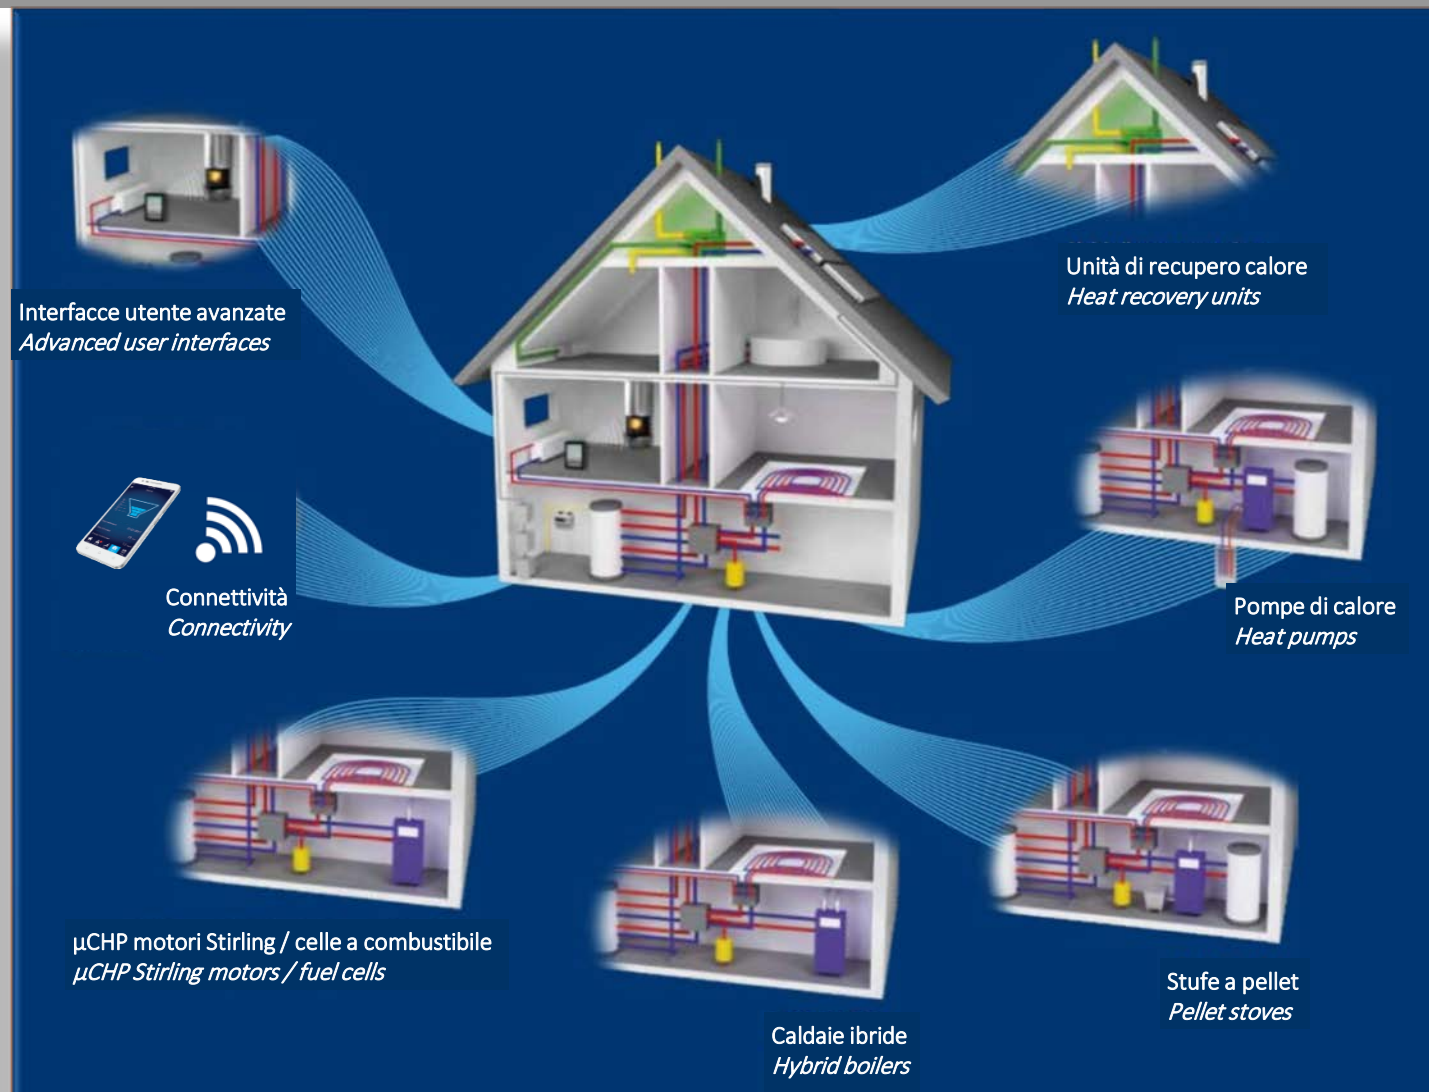 Unità di recupero calore
Heat recovery units
Interfacce utente avanzate
Advanced user interfaces
Connettività
Connectivity
Pompe di calore
Heat pumps
µCHP motori Stirling / celle a combustibile
µCHP Stirling motors / fuel cells
Stufe a pellet
Pellet stoves
Caldaie ibride
Hybrid boilers